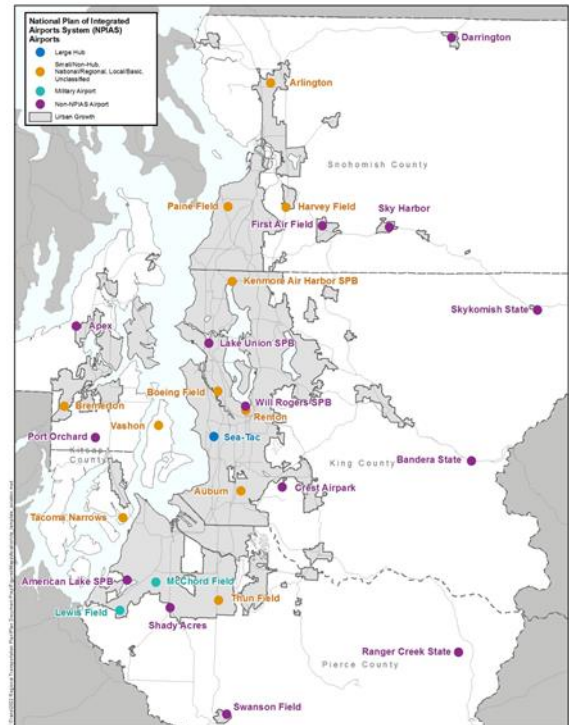 National Plan of Integrated
Airports System (NPIAS)
Airports
Large Hub
Small/Non-Hub,
National/Regional, Local/Basic,
Unclassified
Military Airport
Non-NPIAS Airport
Urban Growth
Darrington
Arlington
Snohomish County
Paine Field
Harvey Field
Sky Harbor
First Air Field
Kenmore Air Harbor SPB
Skykomish State
Apex
Lake Union SPB
Boeing Field
Will Rogers SPB
Bremerton
Renton
Vashon
Port Orchard
Sea-Tac
Kitsap
County
King County
Bandera State
Auburn
Crest Airpark
Tacoma Narrows
American Lake SPB
McChord Field
Lewis Field
Thun Field
Shady Acres
Ranger Creek State
Pierce County
Swanson Field